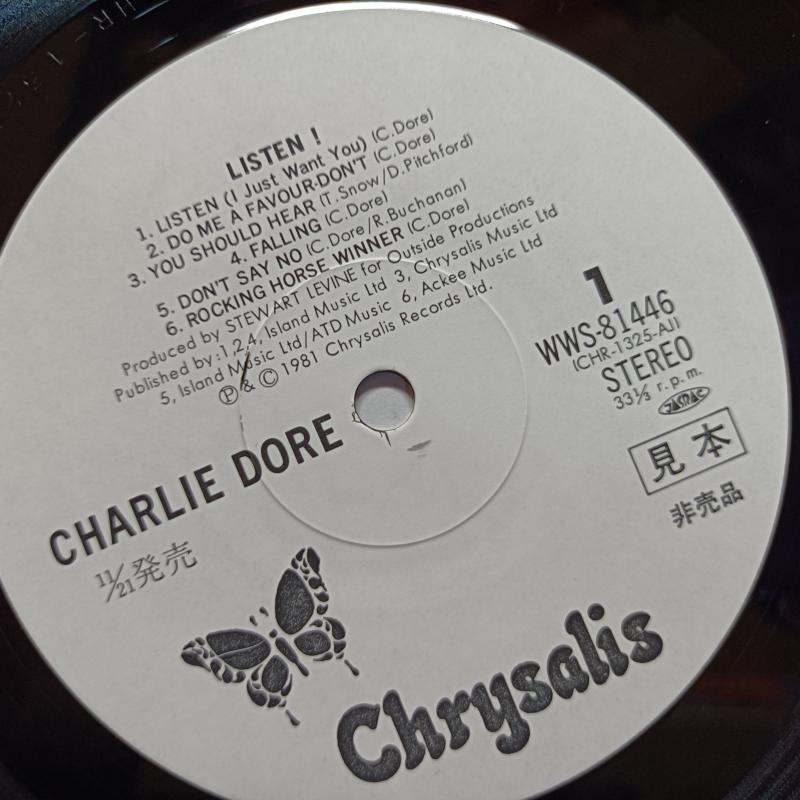 LISTEN !
1. LISTEN (I Just Want You) (C.Dore)
2. DO ME A FAVOUR-DON'T (C.Dore)
3. YOU SHOULD HEAR (T.Snow/D.Pitchford)
4. FALLING (C.Dore)
5. DON'T SAY NO (C.Dore/R.Buchanan)
6. ROCKING HORSE WINNER (C.Dore)
Produced by STEWART LEVINE for Outside Productions
Published by:1,2,4, Island Music Ltd 3, Chrysalis Music Ltd
5, Island Music Ltd/ATD Music 6, Ackee Music Ltd
Ⓟ & © 1981 Chrysalis Records Ltd.
1
WWS-81446
(CHR-1325-AJ)
STEREO
33⅓ r.p.m.
JASRAC
見本
非売品
CHARLIE DORE
11/21発売
Chrysalis